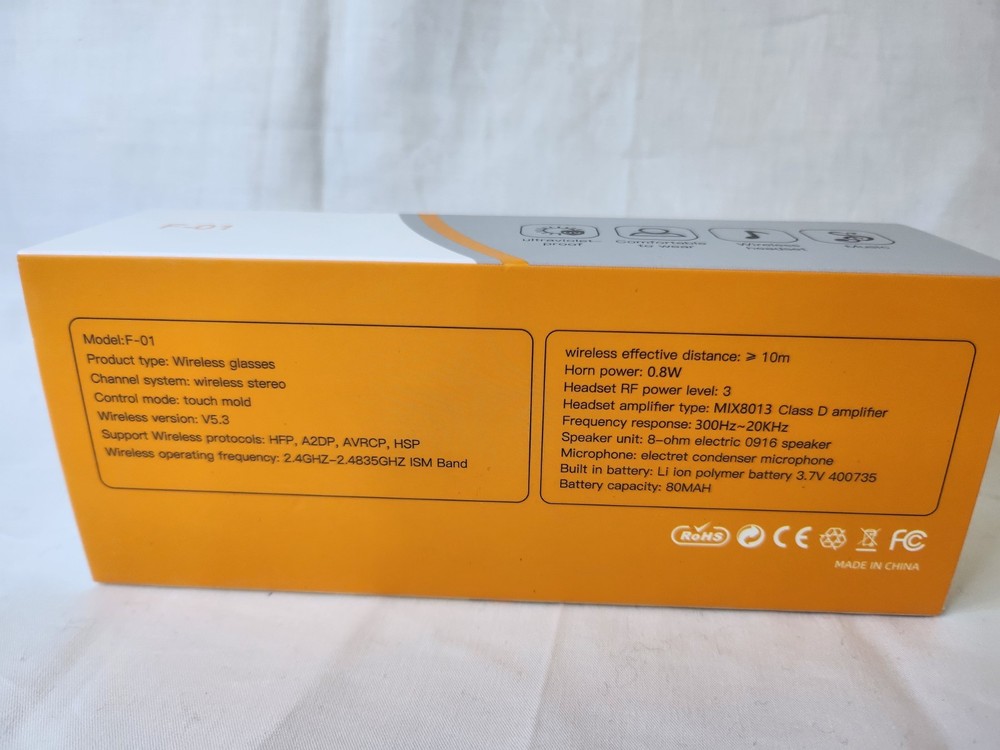 F-01
ultraviolet-proof
Comfortable to wear
Wireless headset
Music
Model:F-01
Product type: Wireless glasses
Channel system: wireless stereo
Control mode: touch mold
Wireless version: V5.3
Support Wireless protocols: HFP, A2DP, AVRCP, HSP
Wireless operating frequency: 2.4GHZ-2.4835GHZ ISM Band
wireless effective distance: ⩾ 10m
Horn power: 0.8W
Headset RF power level: 3
Headset amplifier type: MIX8013 Class D amplifier
Frequency response: 300Hz~20KHz
Speaker unit: 8-ohm electric 0916 speaker
Microphone: electret condenser microphone
Built in battery: Li ion polymer battery 3.7V 400735
Battery capacity: 80MAH
RoHS CE FC
MADE IN CHINA